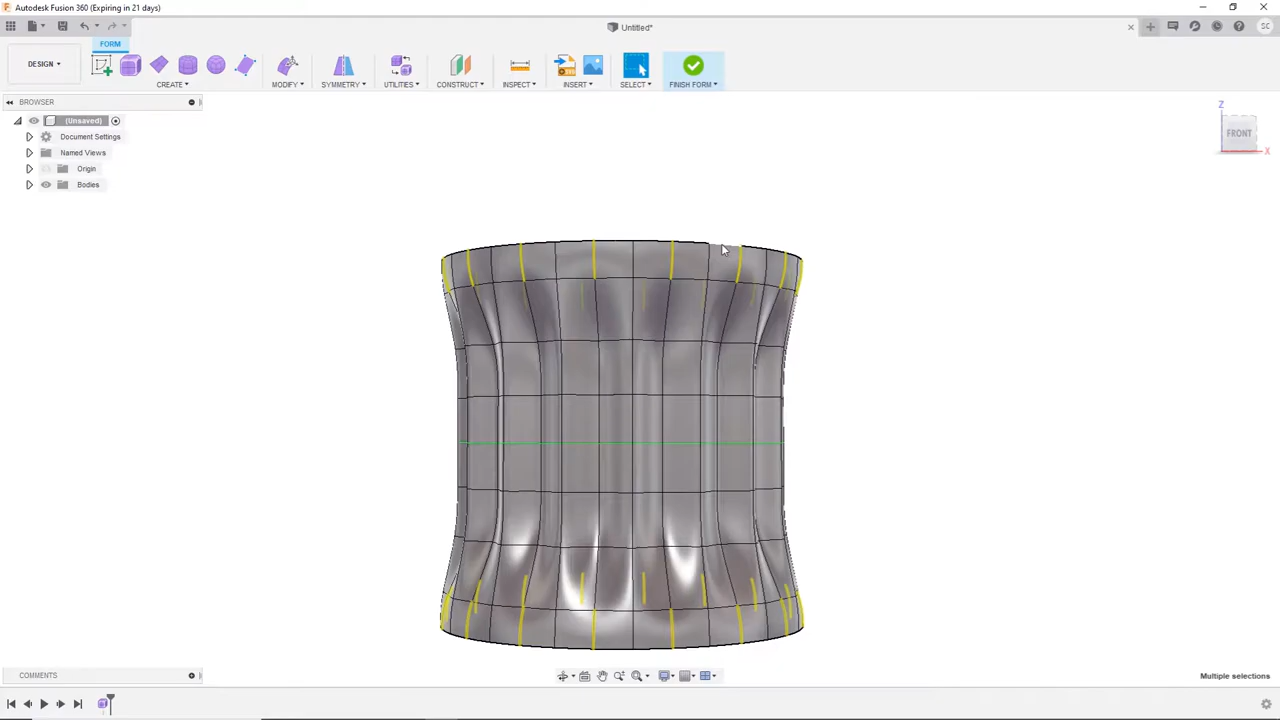 Autodesk Fusion 360 (Expiring in 21 days)
Untitled*
SC
FORM
DESIGN
CREATE
MODIFY
SYMMETRY
UTILITIES
CONSTRUCT
INSPECT
INSERT
SELECT
FINISH FORM
BROWSER
(Unsaved)
Document Settings
Named Views
Origin
Bodies
Z
FRONT
X
COMMENTS
Multiple selections